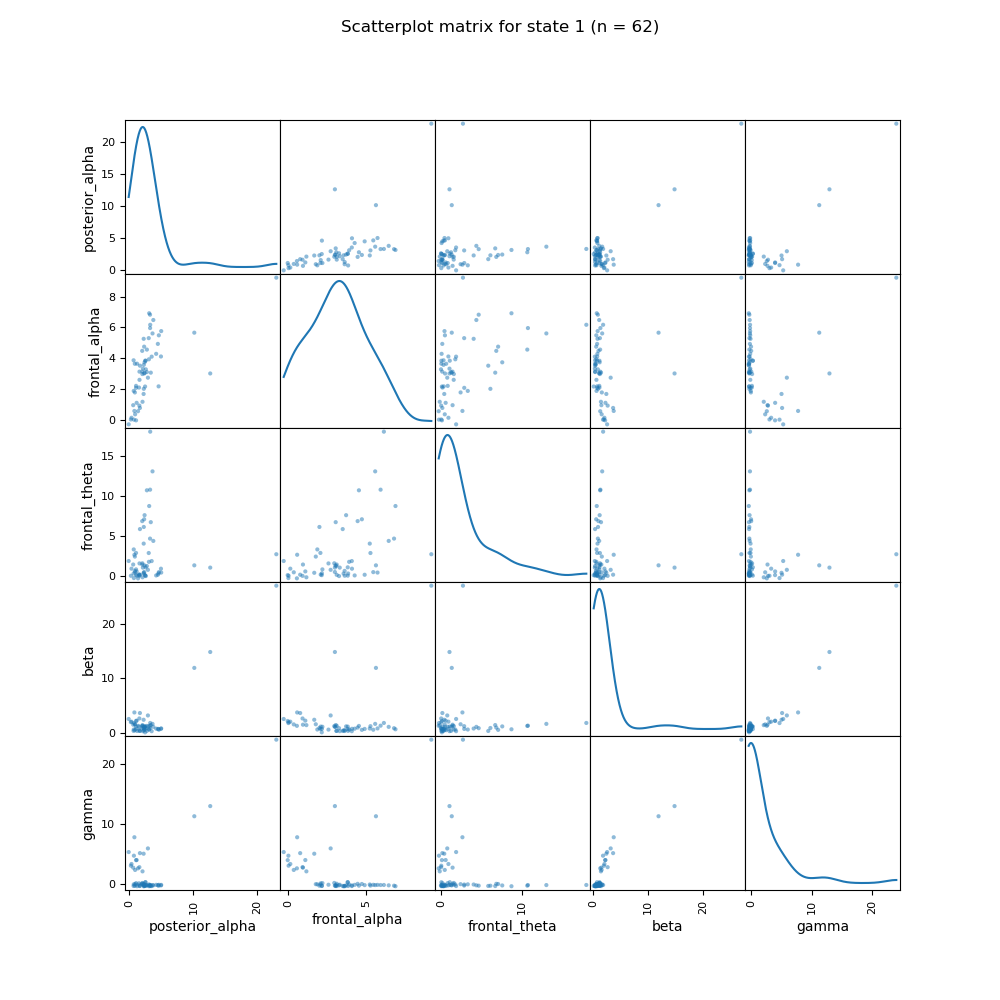 Scatterplot matrix for state 1 (n = 62)
posterior_alpha
20
15
10
5
0
frontal_alpha
8
6
4
2
0
frontal_theta
15
10
5
0
beta
20
10
0
gamma
20
10
0
0 10 20 0 5 0 10 0 10 20 0 10 20
posterior_alpha frontal_alpha frontal_theta beta gamma